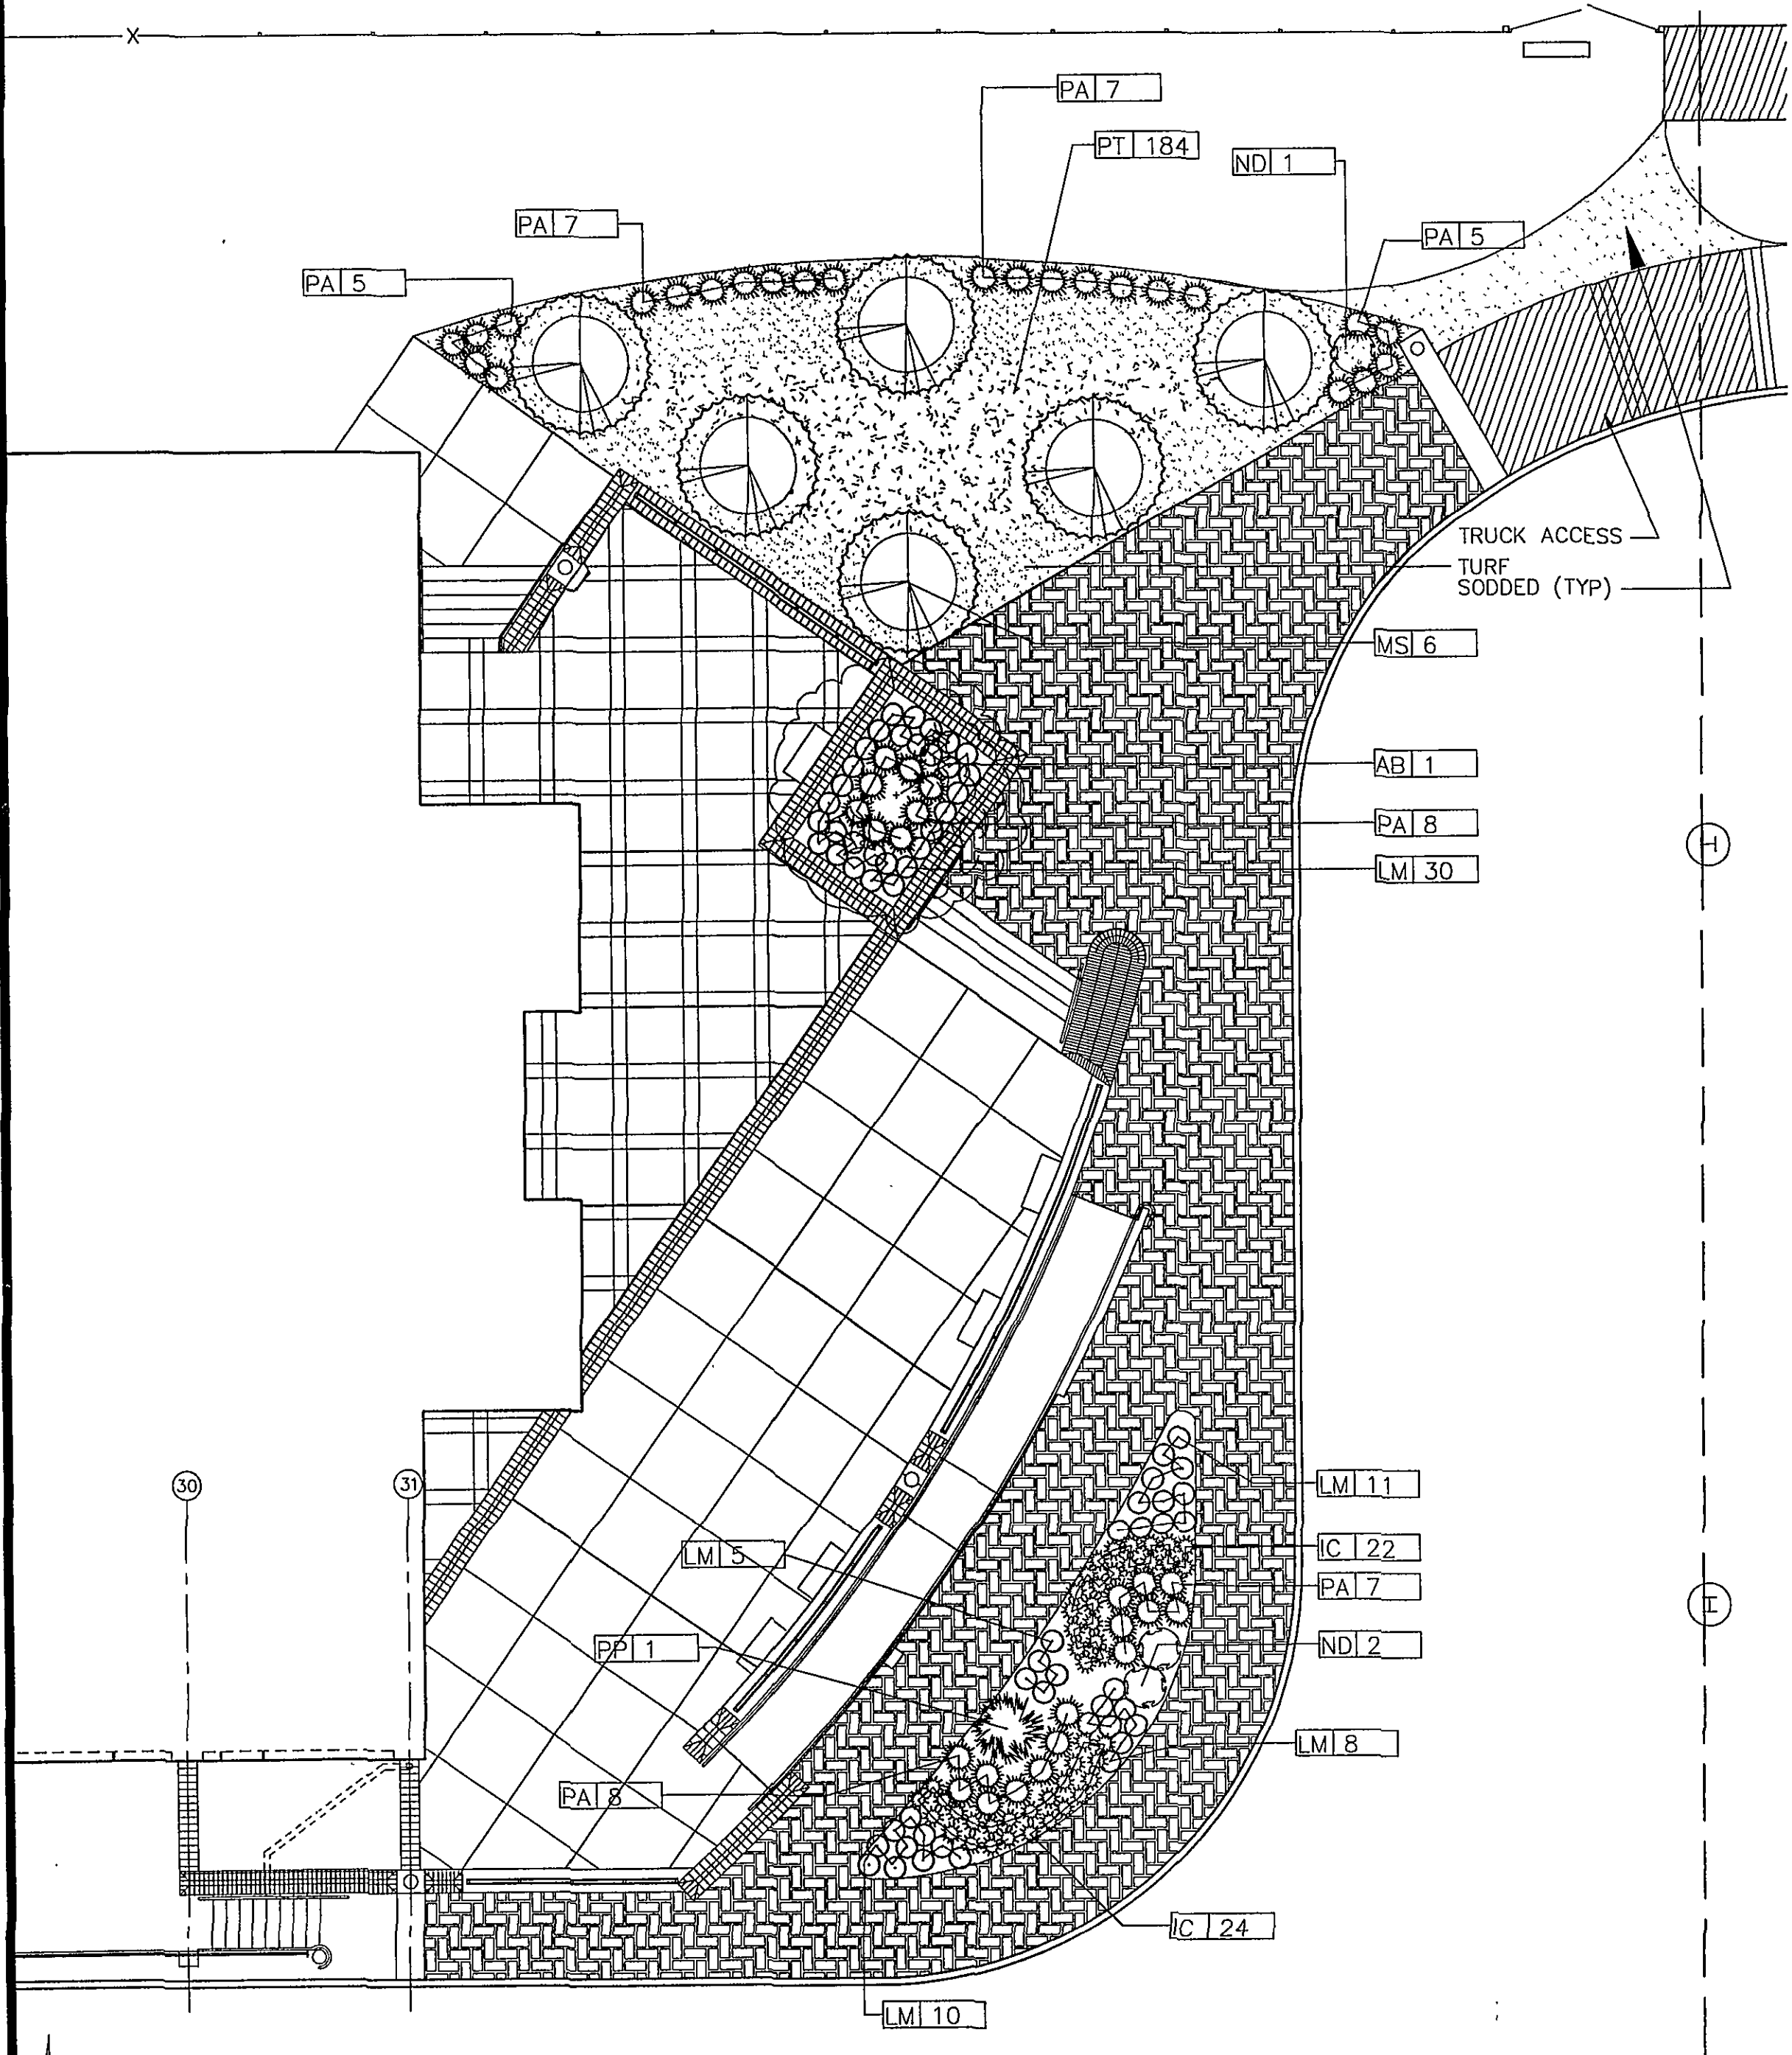 X
PA 7
PT 184
ND 1
PA 7
PA 5
PA 5
TRUCK ACCESS
TURF
SODDED (TYP)
MS 6
AB 1
PA 8
LM 30
H
30
31
LM 11
LM 5
IC 22
PA 7
I
PP 1
ND 2
LM 8
PA 8
IC 24
LM 10